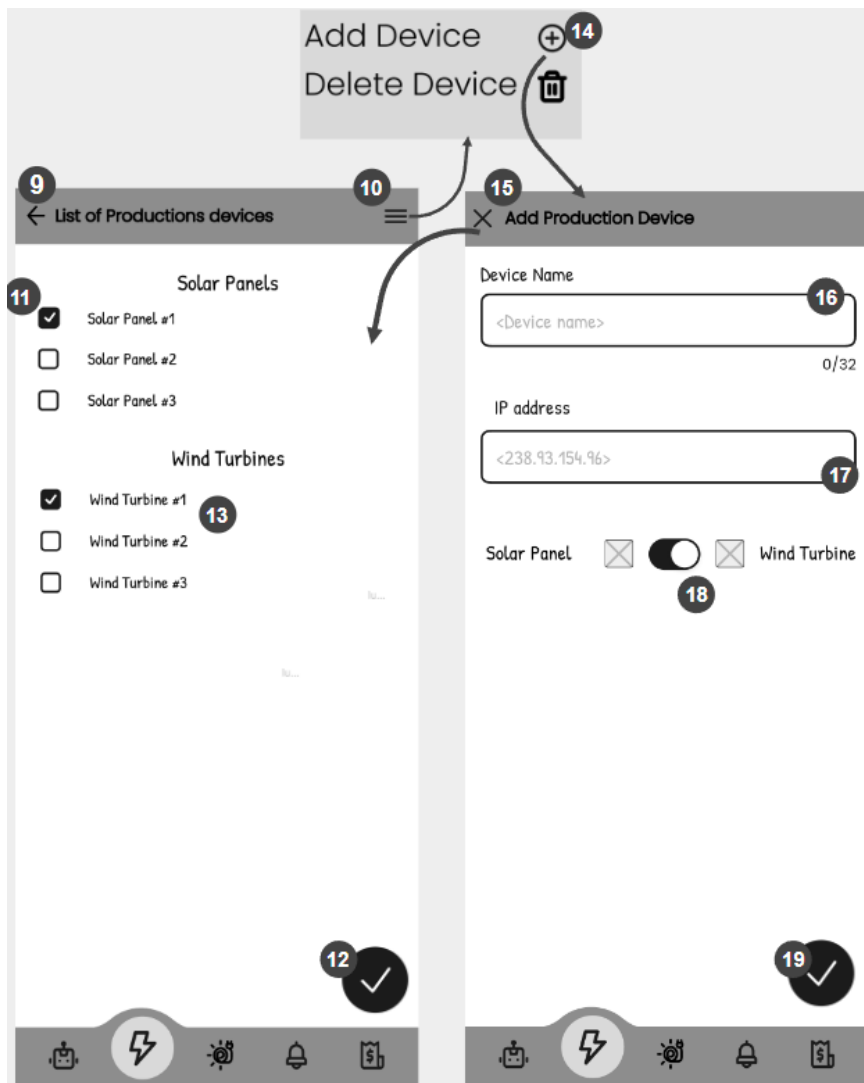 Add Device
14
Delete Device
9
10
List of Productions devices
Solar Panels
11
Solar Panel #1
Solar Panel #2
Solar Panel #3
Wind Turbines
Wind Turbine #1
13
Wind Turbine #2
Wind Turbine #3
lu...
lu...
12
$
15
Add Production Device
Device Name
16
<Device name>
0/32
IP address
<238.93.154.96>
17
Solar Panel
Wind Turbine
18
19
$